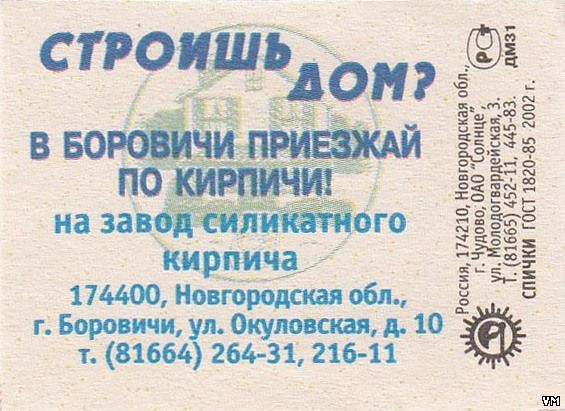 СТРОИШЬ
ДОМ?
В БОРОВИЧИ ПРИЕЗЖАЙ
ПО КИРПИЧИ!
на завод силикатного
кирпича
174400, Новгородская обл.,
г. Боровичи, ул. Окуловская, д. 10
т. (81664) 264-31, 216-11
РСТ
ДМ31
Россия, 174210, Новгородская обл.,
г. Чудово, ОАО "Солнце"
ул. Молодогвардейская, 3.
Т. (81665) 452-11, 445-83.
СПИЧКИ ГОСТ 1820-85 2002 г.
VM